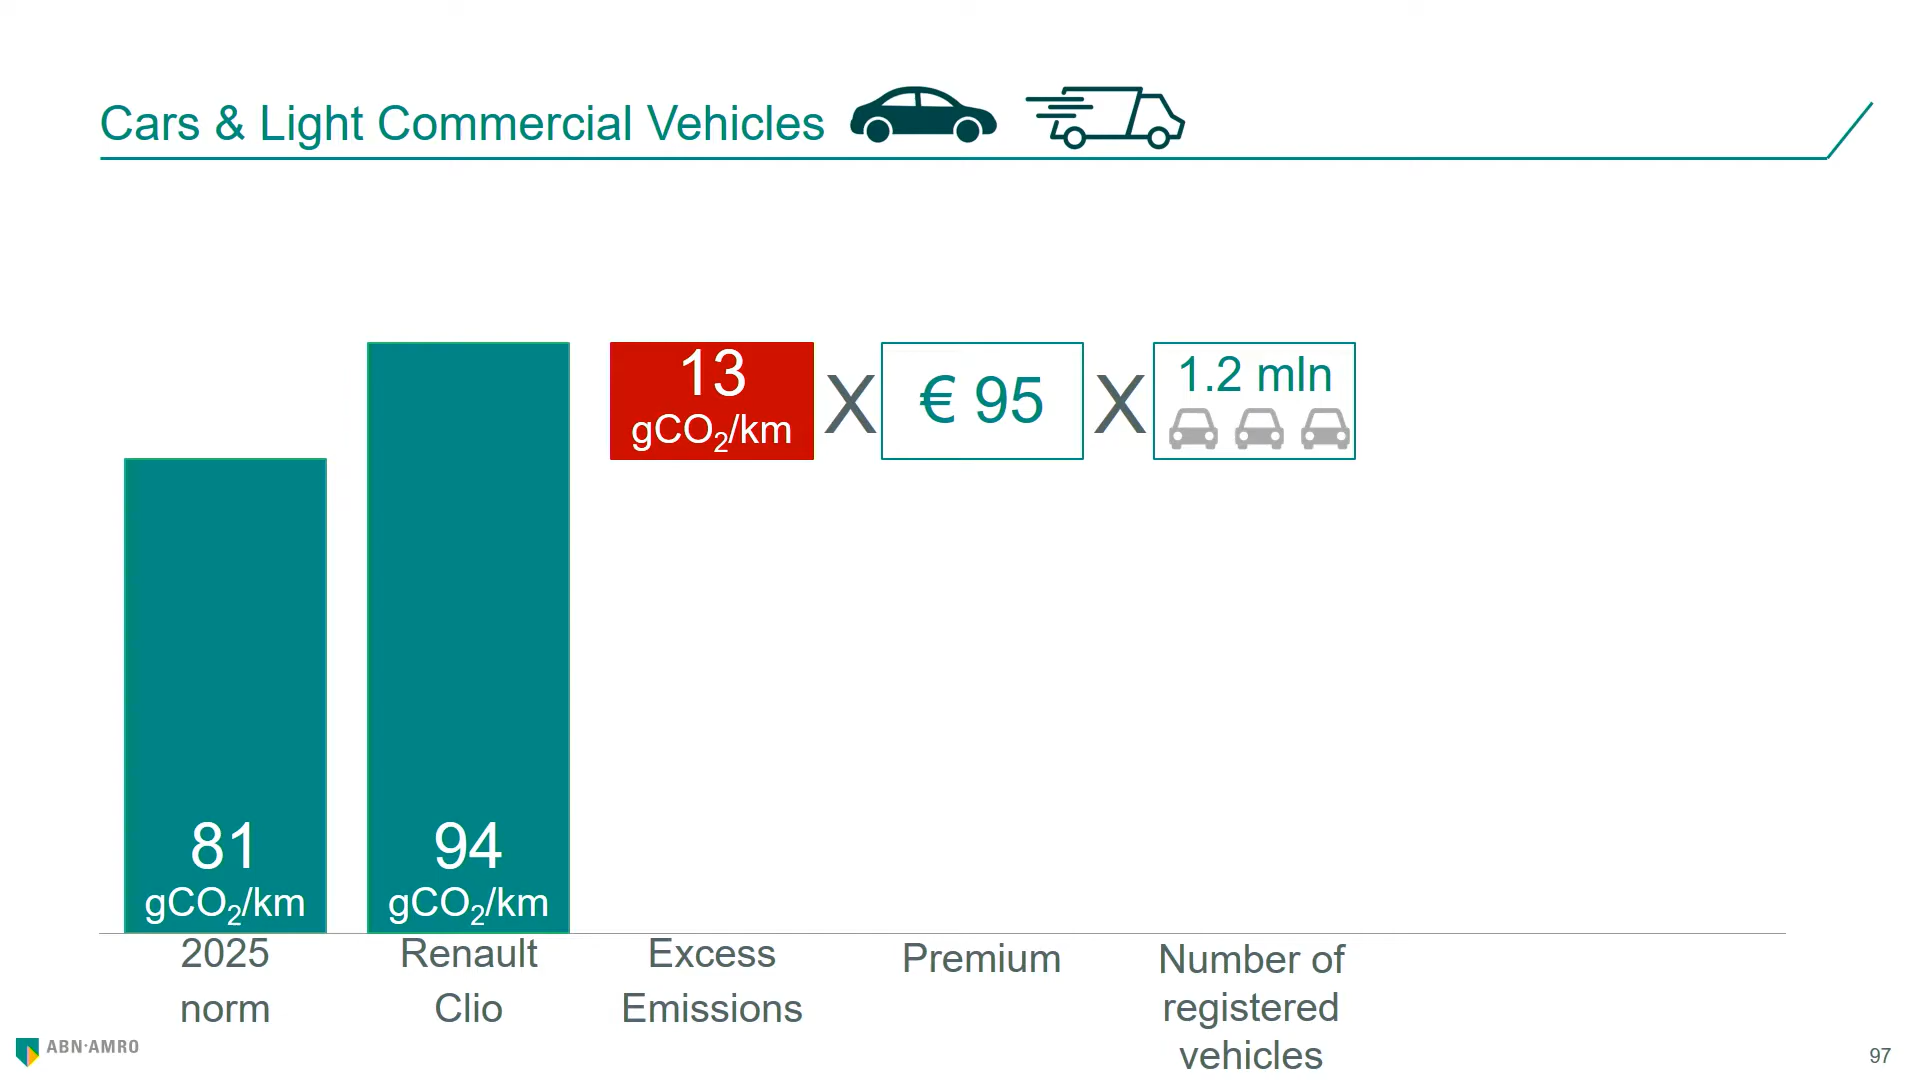 Cars & Light Commercial Vehicles
13
gCO₂/km
X
€ 95
X
1.2 mln
81
gCO₂/km
94
gCO₂/km
2025
norm
Renault
Clio
Excess
Emissions
Premium
Number of
registered
vehicles
ABN·AMRO
97